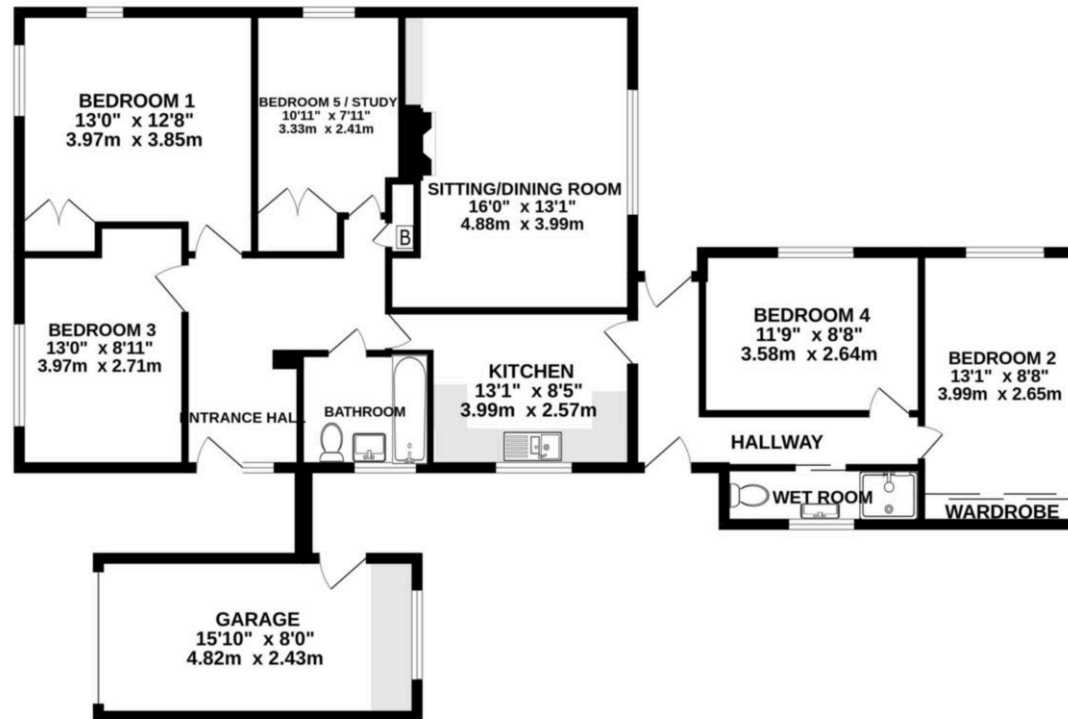 BEDROOM 1
13'0" x 12'8"
3.97m x 3.85m
BEDROOM 5 / STUDY
10'11" x 7'11"
3.33m x 2.41m
SITTING/DINING ROOM
16'0" x 13'1"
4.88m x 3.99m
B
BEDROOM 3
13'0" x 8'11"
3.97m x 2.71m
ENTRANCE HALL
BATHROOM
KITCHEN
13'1" x 8'5"
3.99m x 2.57m
BEDROOM 4
11'9" x 8'8"
3.58m x 2.64m
BEDROOM 2
13'1" x 8'8"
3.99m x 2.65m
HALLWAY
WET ROOM
WARDROBE
GARAGE
15'10" x 8'0"
4.82m x 2.43m